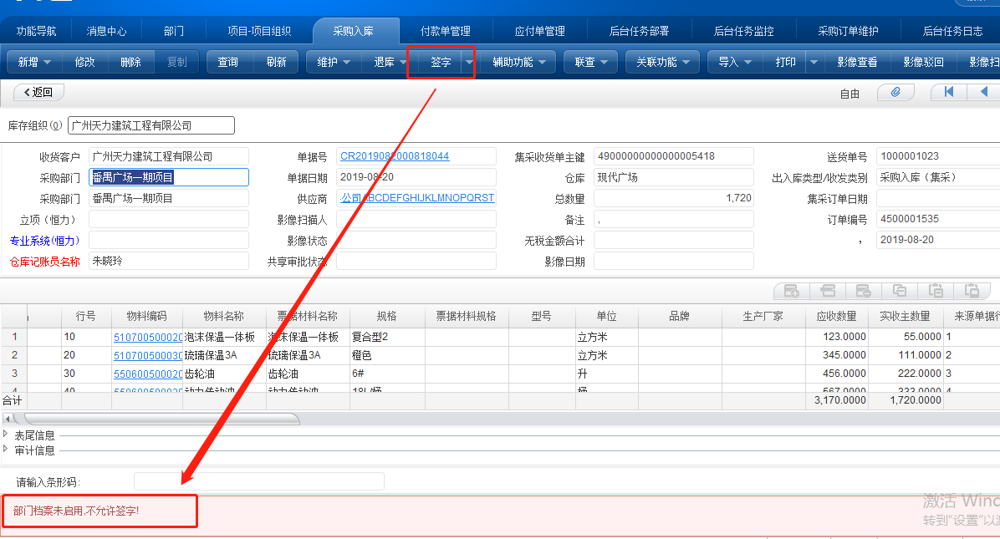 功能导航 消息中心 部门 项目-项目组织 采购入库 付款单管理 应付单管理 后台任务部署 后台任务监控 采购订单维护 后台任务日志
新增 修改 删除 复制 查询 刷新 维护 退库 签字 辅助功能 联查 关联功能 导入 打印 影像查看 影像驳回 影像扫
返回 自由
库存组织(O) 广州天力建筑工程有限公司
收货客户 广州天力建筑工程有限公司 单据号 CR2019082000818044 集采收货单主键 49000000000000005418 送货单号 1000001023
采购部门 番禺广场一期项目 单据日期 2019-08-20 仓库 现代广场 出入库类型/收发类别 采购入库（集采）
采购部门 番禺广场一期项目 供应商 公司ABCDEFGHIJKLMNOPQRST 总数量 1,720 集采订单日期
立项（恒力） 影像扫描人 备注 , 订单编号 4500001535
专业系统(恒力) 影像状态 无税金额合计 , 2019-08-20
仓库记账员名称 朱晓玲 共享审批状态 影像日期
行号 物料编码 物料名称 票据材料名称 规格 票据材料规格 型号 单位 品牌 生产厂家 应收数量 实收主数量 来源单据行
1 10 510700500020 泡沫保温一体板 泡沫保温一体板 复合型2 立方米 123.0000 55.0000 1
2 20 510700500030 琉璃保温3A 琉璃保温3A 橙色 立方米 345.0000 111.0000 2
3 30 550600500020 齿轮油 齿轮油 6# 升 456.0000 222.0000 3
4 40 550600500020 动力传动油 动力传动油 18L/桶 桶 567.0000 333.0000 4
合计 3,170.0000 1,720.0000
表尾信息
审计信息
请输入条形码:
部门档案未启用,不允许签字!
激活 Wind
转到"设置"以激